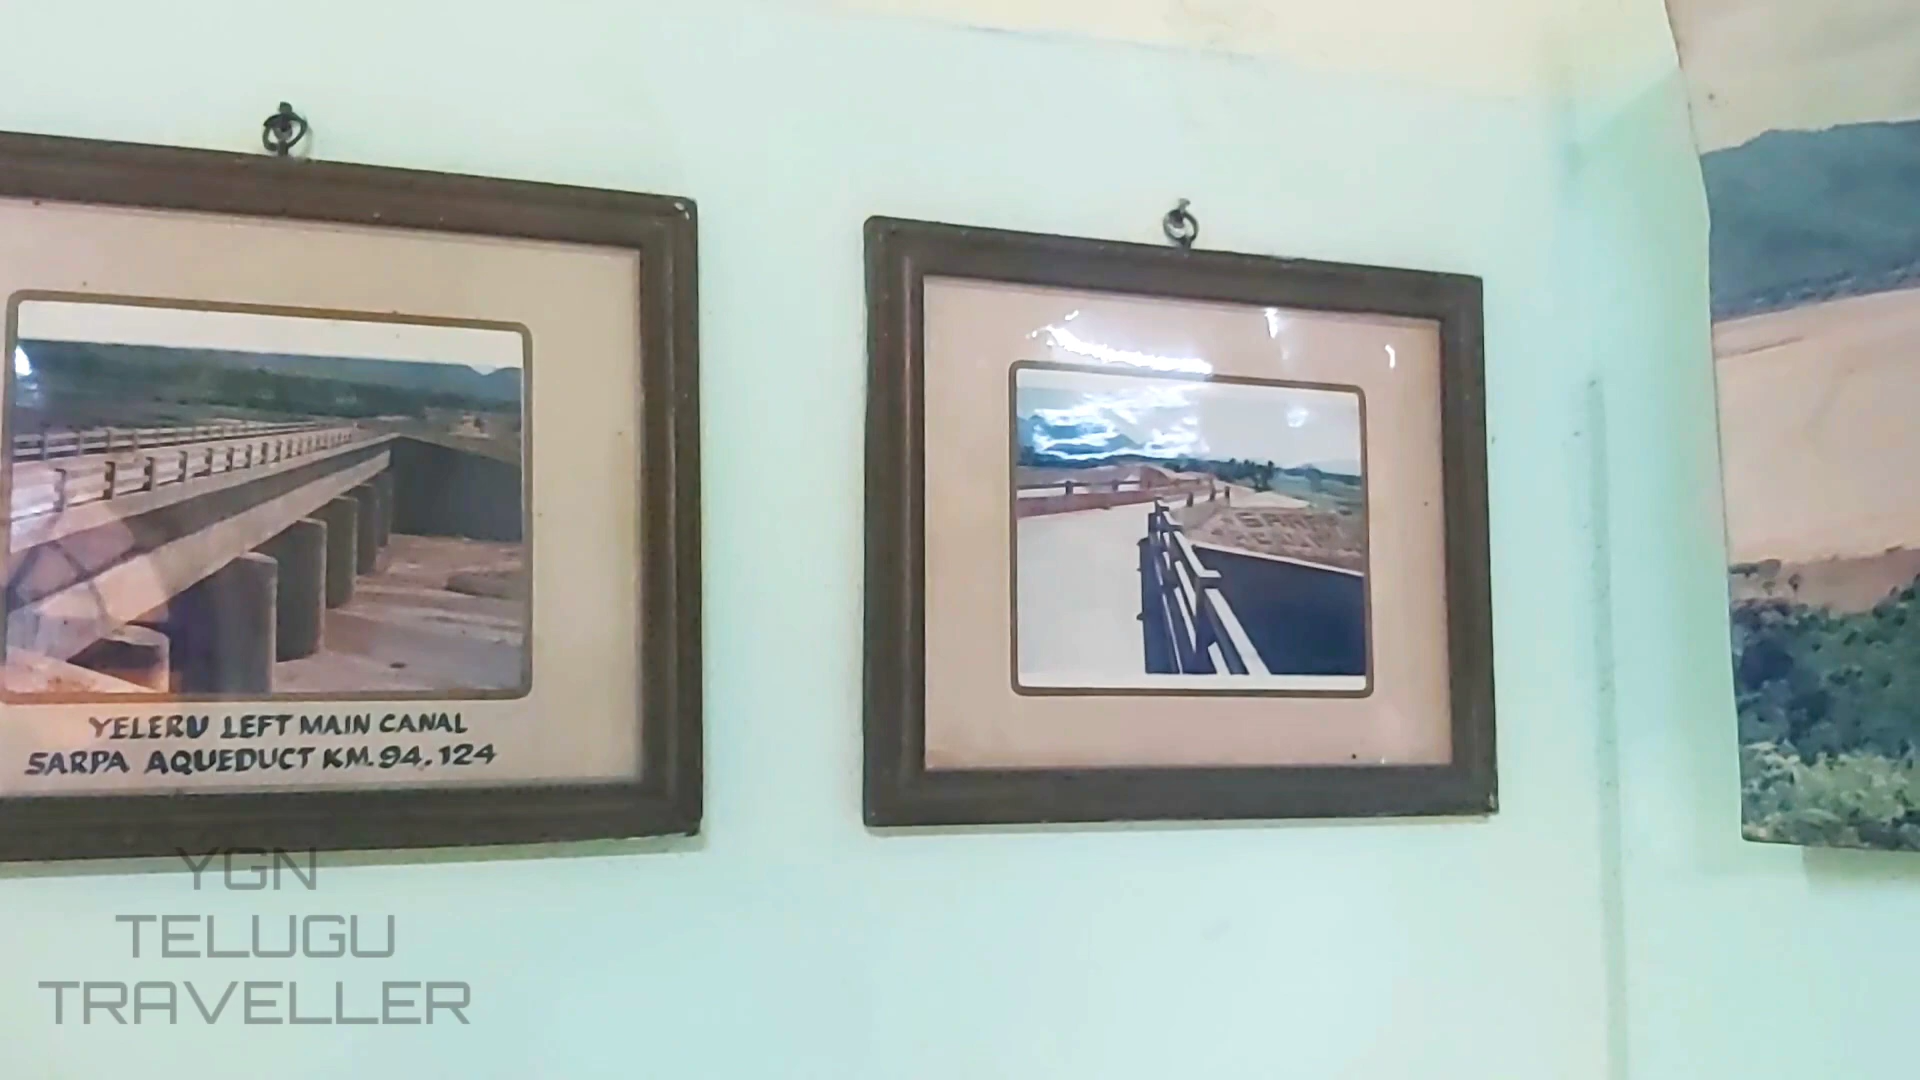 YELERU LEFT MAIN CANAL
SARPA AQUEDUCT KM. 94.124
YGN
TELUGU
TRAVELLER